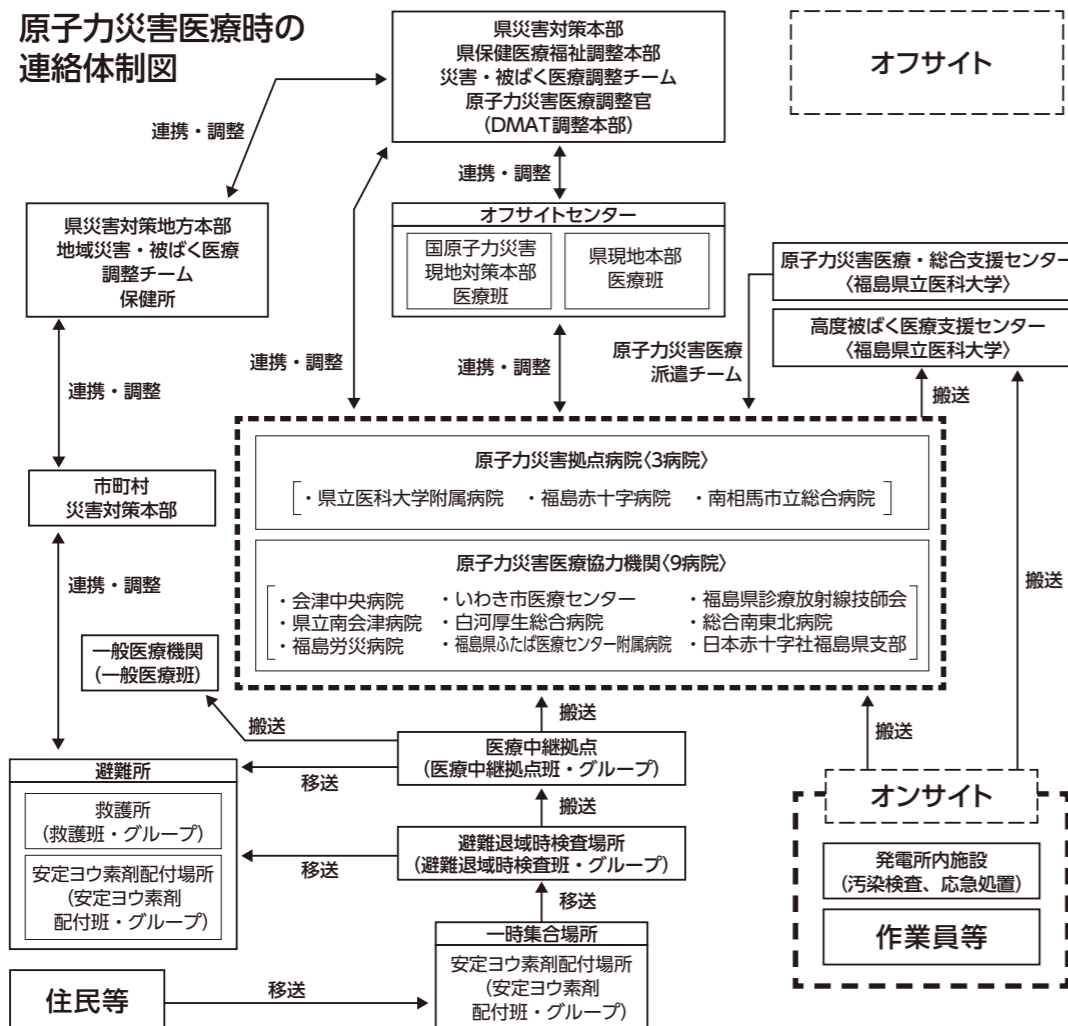 原子力災害医療時の
連絡体制図
県災害対策本部
県保健医療福祉調整本部
災害・被ばく医療調整チーム
原子力災害医療調整官
(DMAT調整本部)
オフサイト
連携・調整
連携・調整
県災害対策地方本部
地域災害・被ばく医療
調整チーム
保健所
オフサイトセンター
国原子力災害
現地対策本部
医療班
県現地本部
医療班
原子力災害医療・総合支援センター
〈福島県立医科大学〉
高度被ばく医療支援センター
〈福島県立医科大学〉
連携・調整
連携・調整
連携・調整
原子力災害医療
派遣チーム
搬送
市町村
災害対策本部
原子力災害拠点病院〈3病院〉
・県立医科大学附属病院 ・福島赤十字病院 ・南相馬市立総合病院
原子力災害医療協力機関〈9病院〉
・会津中央病院 ・いわき市医療センター ・福島県診療放射線技師会
・県立南会津病院 ・白河厚生総合病院 ・総合南東北病院
・福島労災病院 ・福島県ふたば医療センター附属病院 ・日本赤十字社福島県支部
搬送
連携・調整
一般医療機関
(一般医療班)
搬送
搬送
搬送
医療中継拠点
(医療中継拠点班・グループ)
移送
避難所
救護所
(救護班・グループ)
安定ヨウ素剤配付場所
(安定ヨウ素剤
配付班・グループ)
搬送
避難退域時検査場所
(避難退域時検査班・グループ)
移送
移送
一時集合場所
安定ヨウ素剤配付場所
(安定ヨウ素剤
配付班・グループ)
住民等
移送
オンサイト
発電所内施設
(汚染検査、応急処置)
作業員等